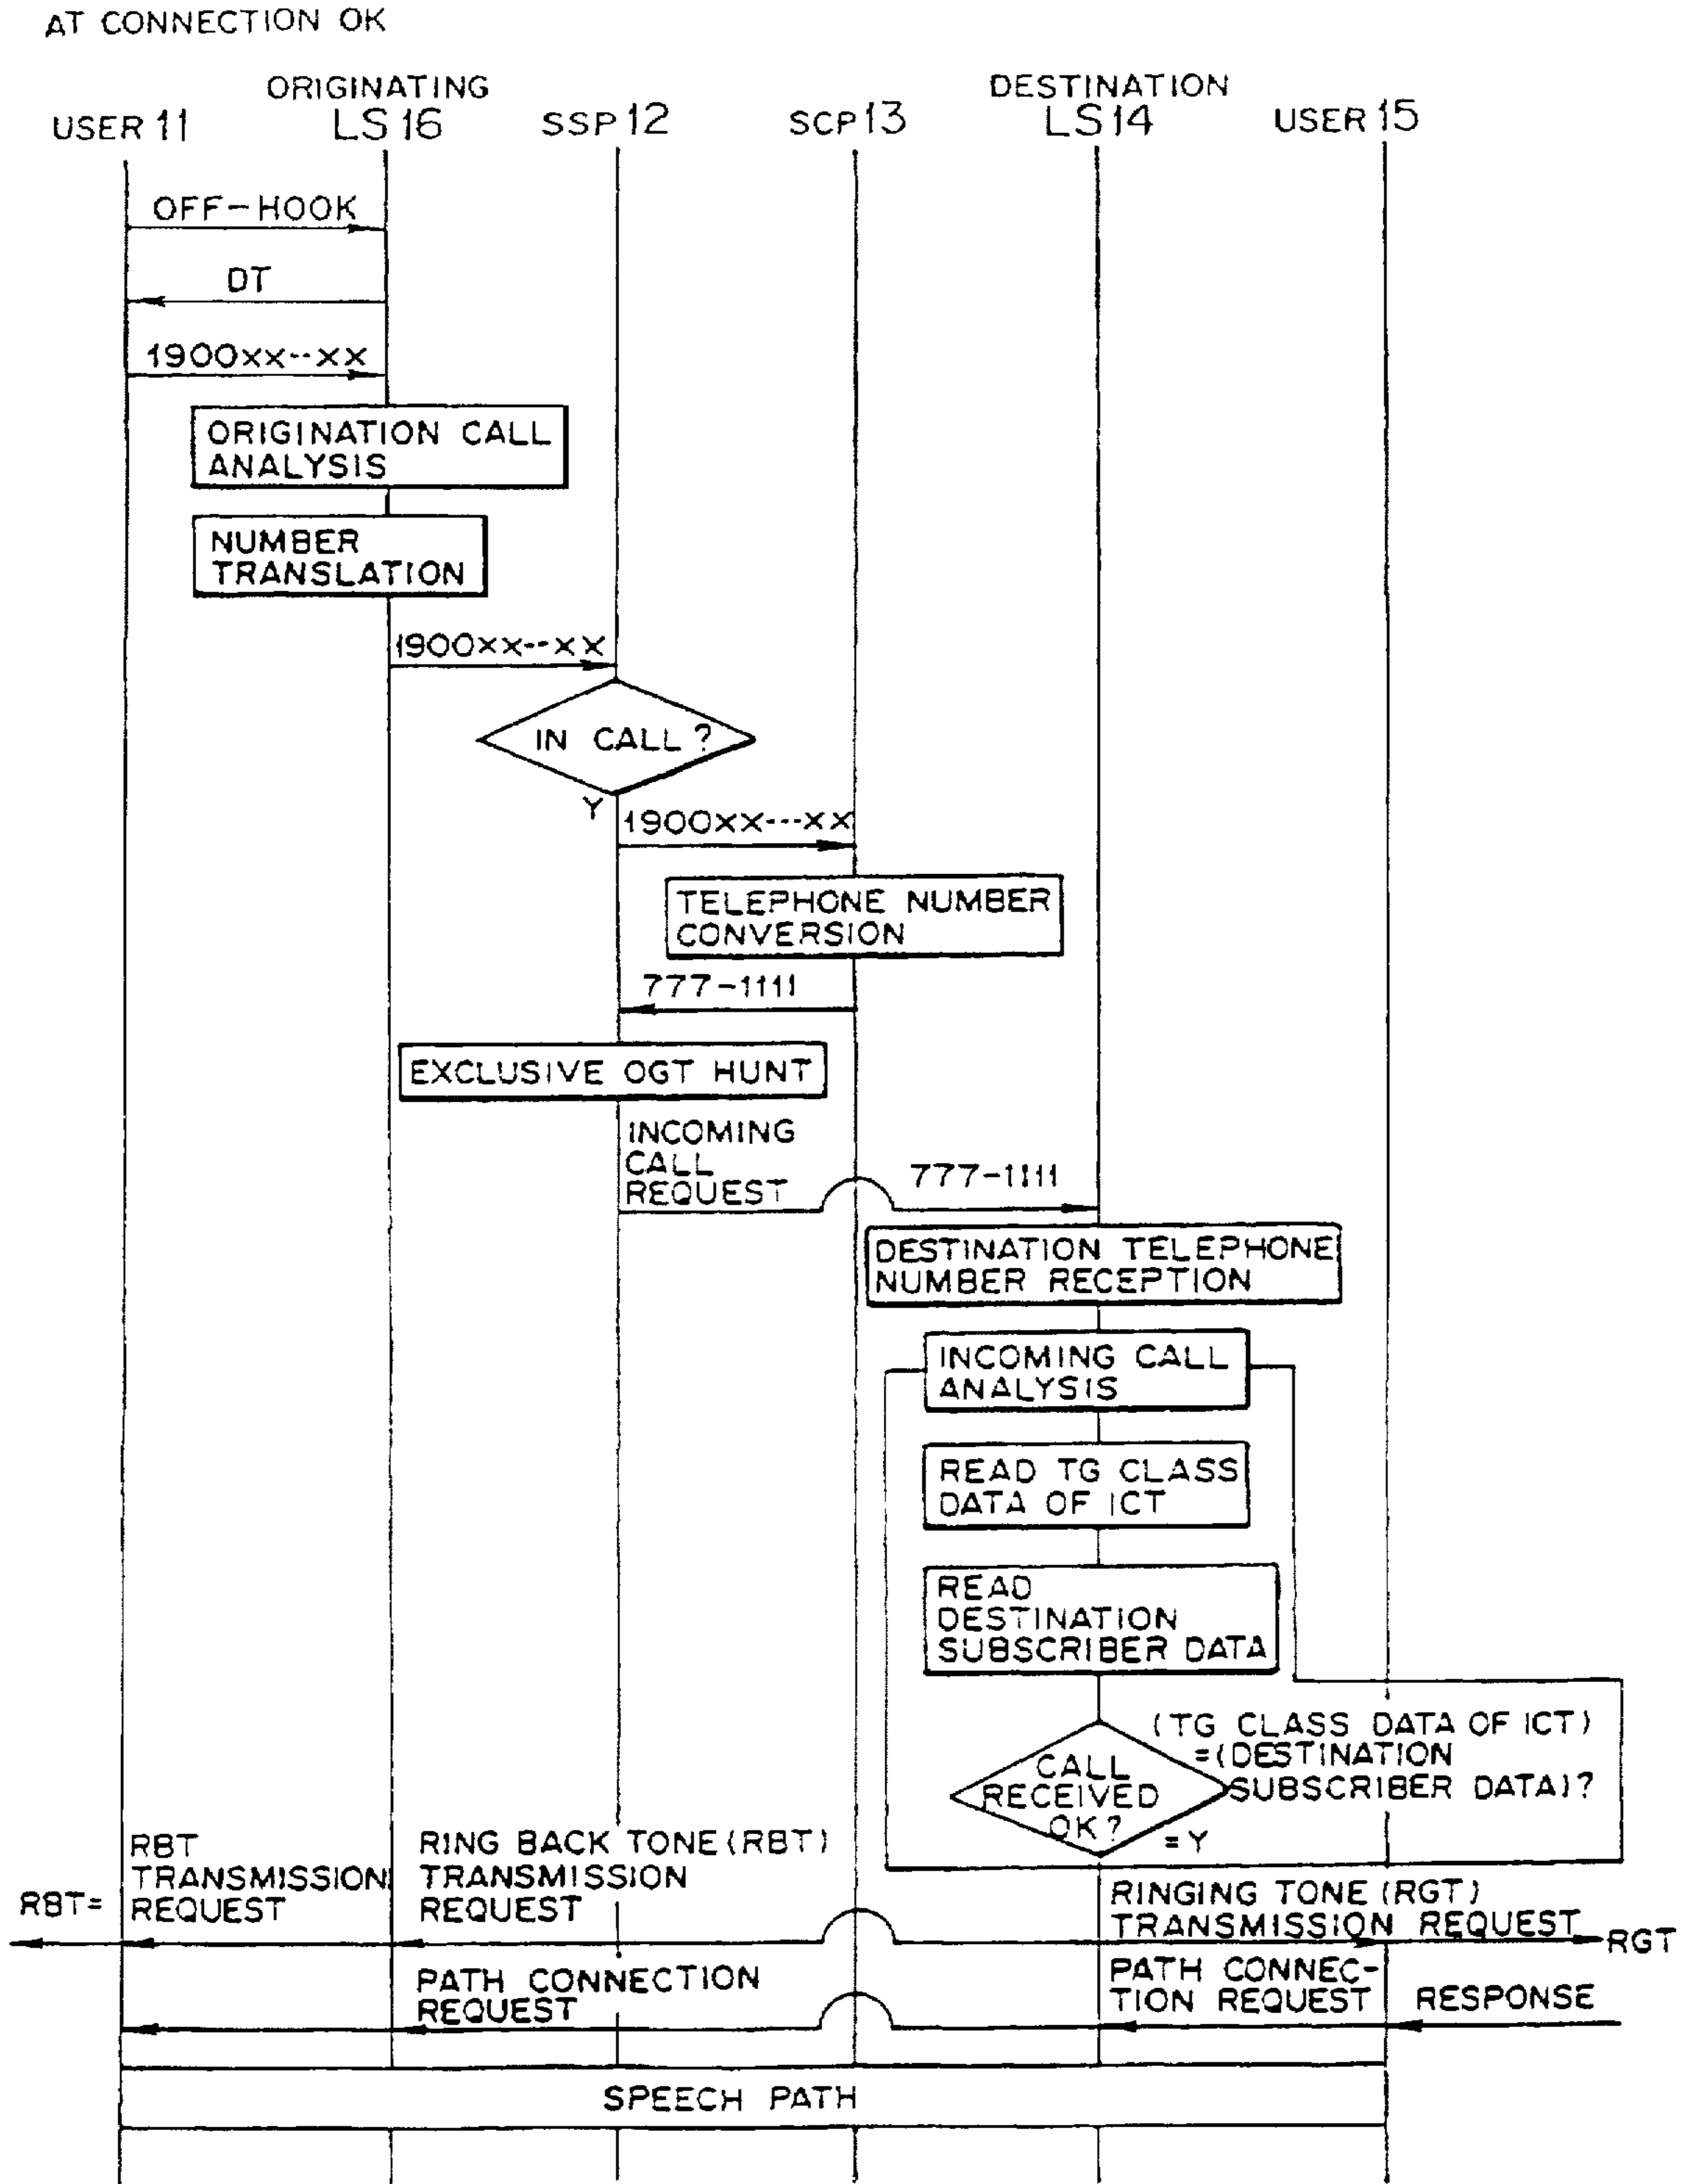 AT CONNECTION OK
USER 11
ORIGINATING
LS 16
SSP 12
SCP 13
DESTINATION
LS 14
USER 15
OFF-HOOK
DT
1900xx--xx
ORIGINATION CALL
ANALYSIS
NUMBER
TRANSLATION
1900xx--xx
IN CALL?
Y
1900xx---xx
TELEPHONE NUMBER
CONVERSION
777-1111
EXCLUSIVE OGT HUNT
INCOMING
CALL
REQUEST
777-1111
DESTINATION TELEPHONE
NUMBER RECEPTION
INCOMING CALL
ANALYSIS
READ TG CLASS
DATA OF ICT
READ
DESTINATION
SUBSCRIBER DATA
(TG CLASS DATA OF ICT)
=(DESTINATION
SUBSCRIBER DATA)?
CALL
RECEIVED
OK?
=Y
RBT=
RBT
TRANSMISSION
REQUEST
RING BACK TONE (RBT)
TRANSMISSION
REQUEST
RINGING TONE (RGT)
TRANSMISSION REQUEST
RGT
PATH CONNECTION
REQUEST
PATH CONNEC-
TION REQUEST
RESPONSE
SPEECH PATH